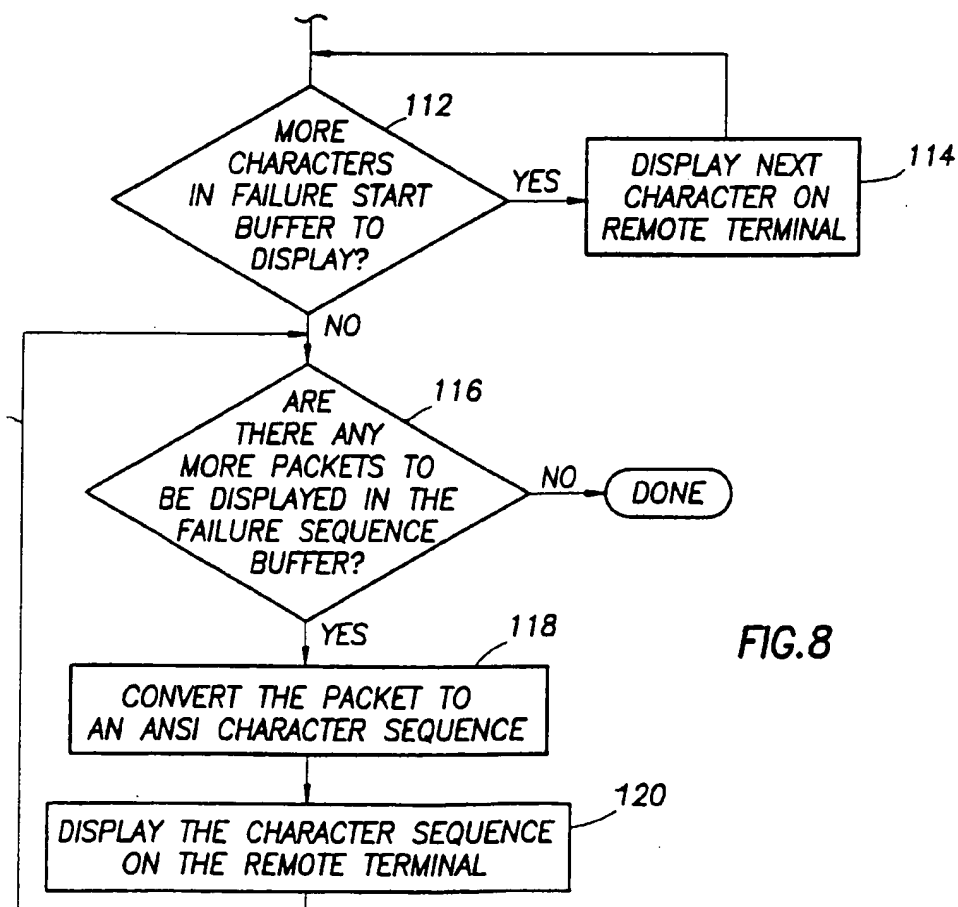 112
MORE
CHARACTERS
IN FAILURE START
BUFFER TO
DISPLAY?
YES
DISPLAY NEXT
CHARACTER ON
REMOTE TERMINAL
114
NO
116
ARE
THERE ANY
MORE PACKETS TO
BE DISPLAYED IN THE
FAILURE SEQUENCE
BUFFER?
NO
DONE
YES
118
CONVERT THE PACKET TO
AN ANSI CHARACTER SEQUENCE
FIG.8
120
DISPLAY THE CHARACTER SEQUENCE
ON THE REMOTE TERMINAL